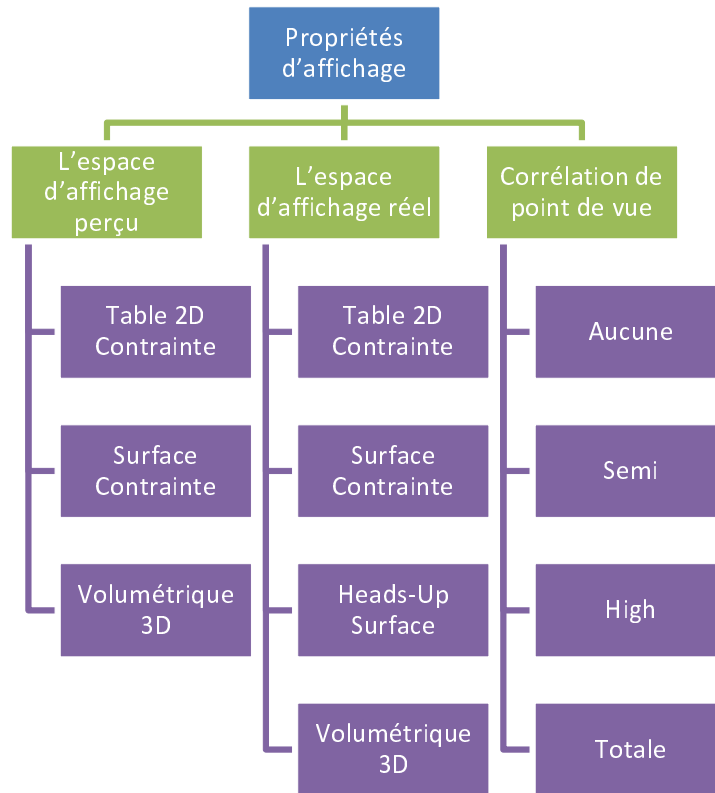 Propriétés
d’affichage
L’espace
d’affichage
perçu
L’espace
d’affichage réel
Corrélation de
point de vue
Table 2D
Contrainte
Surface
Contrainte
Volumétrique
3D
Table 2D
Contrainte
Surface
Contrainte
Heads-Up
Surface
Volumétrique
3D
Aucune
Semi
High
Totale